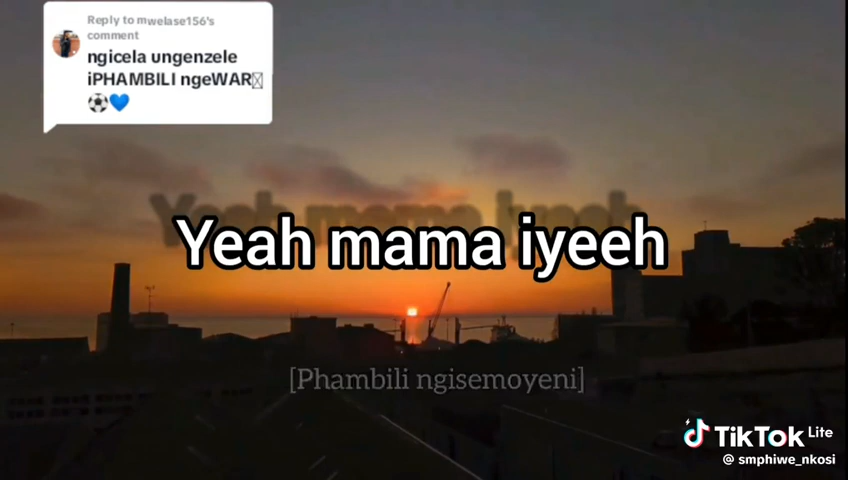 Reply to mwelase156's
comment
ngicela ungenzele
iPHAMBILI ngeWAR
⚽💙
Yeah mama iyeeh
[Phambili ngisemoyeni]
TikTok Lite
@ smphiwe_nkosi